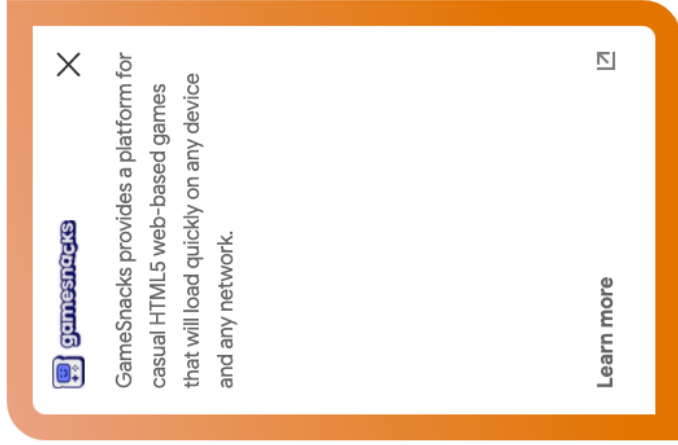 gamesnacks
GameSnacks provides a platform for
casual HTML5 web-based games
that will load quickly on any device
and any network.
Learn more